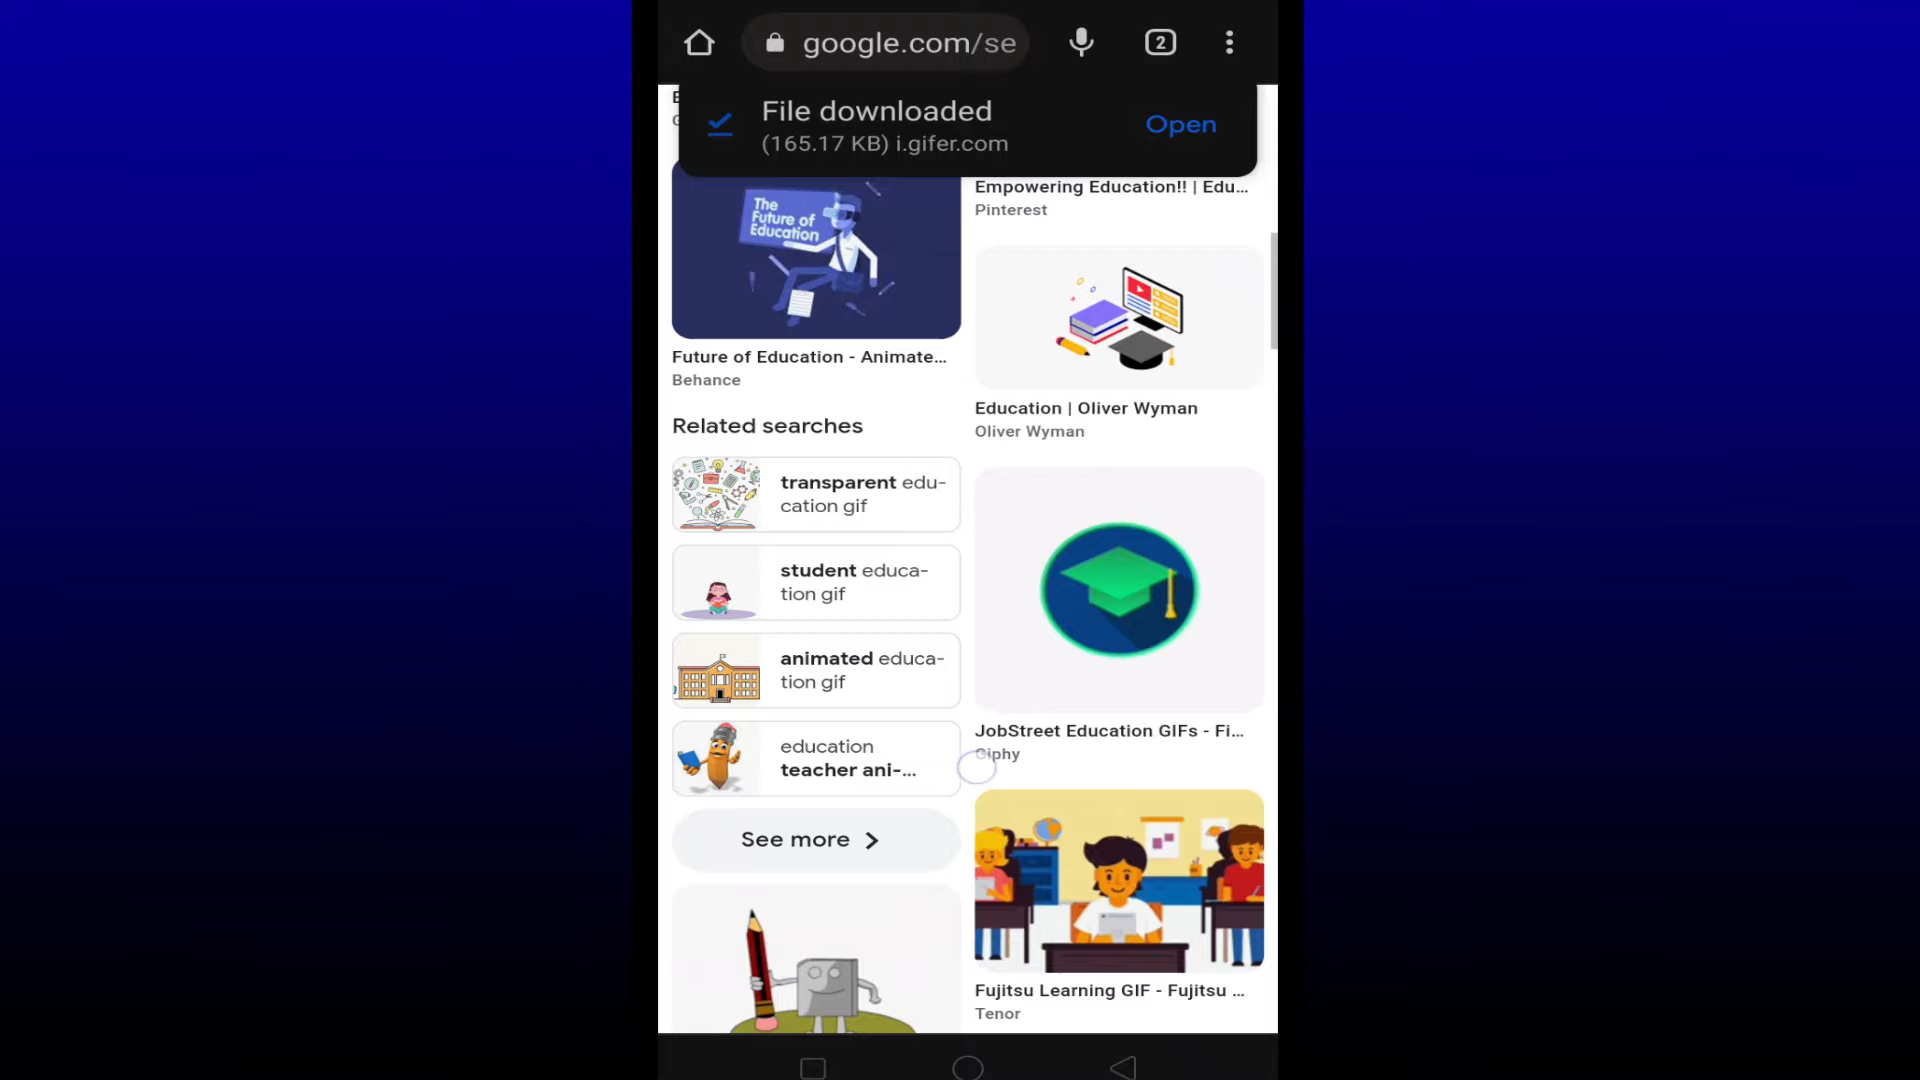 google.com/se
2
File downloaded
(165.17 KB) i.gifer.com
Open
The
Future of
Education
Future of Education - Animate...
Behance
Related searches
transparent edu-
cation gif
student educa-
tion gif
animated educa-
tion gif
education
teacher ani-...
See more
Empowering Education!! | Edu...
Pinterest
Education | Oliver Wyman
Oliver Wyman
JobStreet Education GIFs - Fi...
Giphy
Fujitsu Learning GIF - Fujitsu ...
Tenor